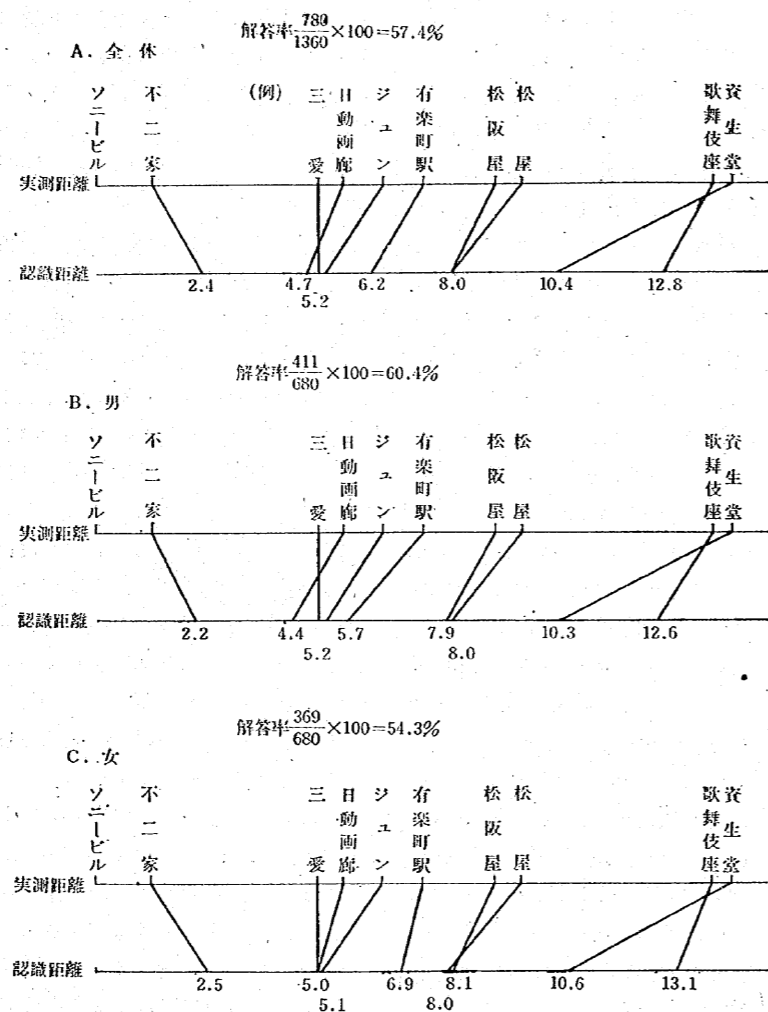 解答率780/1360×100=57.4%
A. 全 休
ソニービル 不二家 (例) 三愛 日動画廊 ジュン 有楽町駅 松阪屋 松屋 歌舞伎座 資生堂
実測距離
認識距離
2.4 4.7 6.2 8.0 10.4 12.8
5.2
解答率411/680×100=60.4%
B. 男
ソニービル 不二家 三愛 日動画廊 ジュン 有楽町駅 松阪屋 松屋 歌舞伎座 資生堂
実測距離
認識距離
2.2 4.4 5.7 7.9 10.3 12.6
5.2 8.0
解答率369/680×100=54.3%
C. 女
ソニービル 不二家 三愛 日動画廊 ジュン 有楽町駅 松阪屋 松屋 歌舞伎座 資生堂
実測距離
認識距離
2.5 5.0 6.9 8.1 10.6 13.1
5.1 8.0